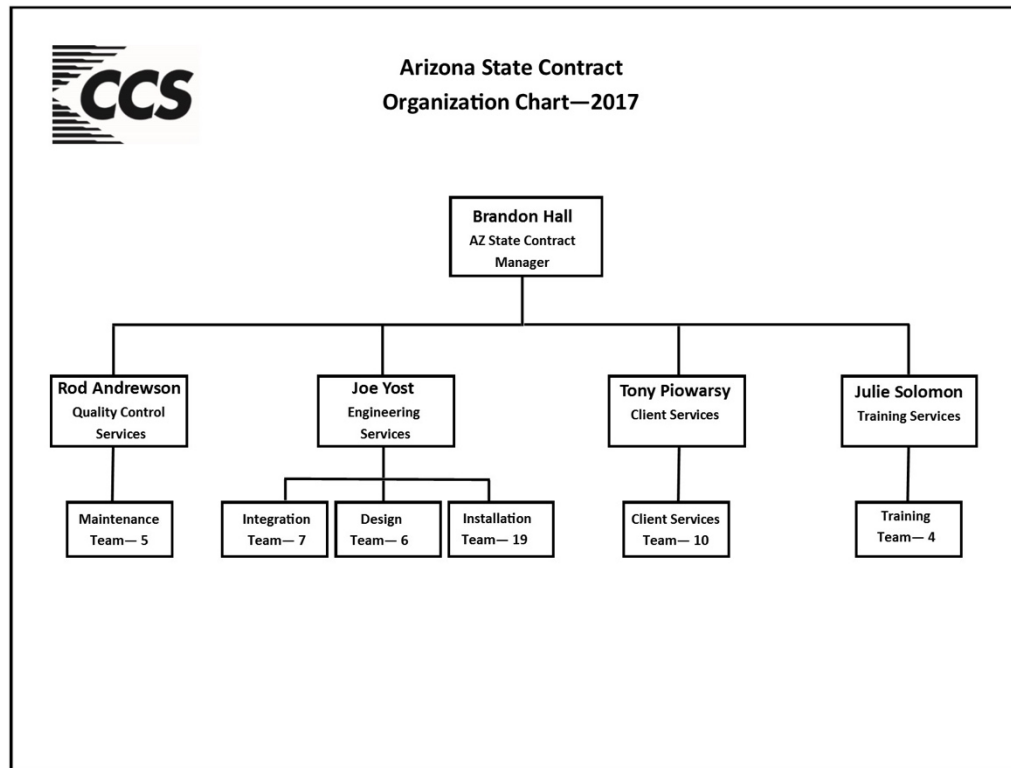 CCS
Arizona State Contract
Organization Chart—2017
Brandon Hall
AZ State Contract
Manager
Rod Andrewson
Quality Control
Services
Joe Yost
Engineering
Services
Tony Piowarsy
Client Services
Julie Solomon
Training Services
Maintenance
Team— 5
Integration
Team— 7
Design
Team— 6
Installation
Team— 19
Client Services
Team— 10
Training
Team— 4